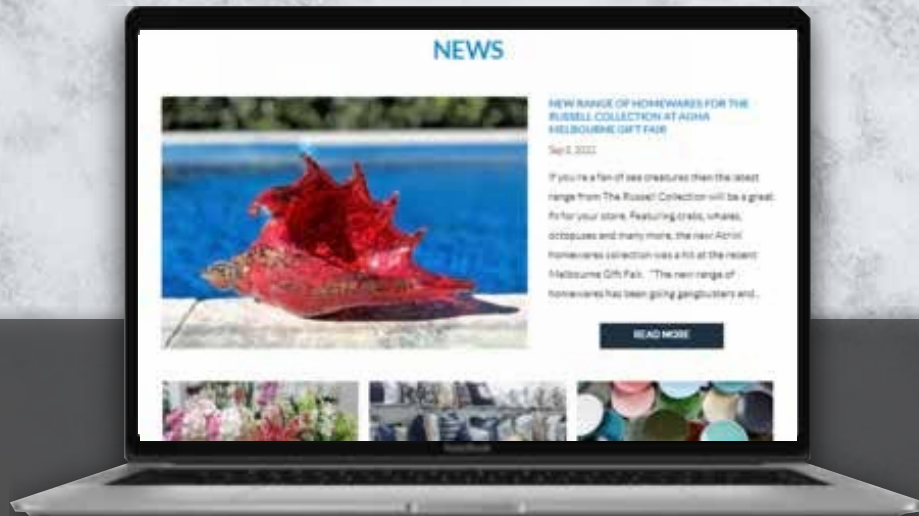 NEWS
NEW RANGE OF HOMEWARES FOR THE
RUSSELL COLLECTION AT AGHA
MELBOURNE GIFT FAIR
If you're a fan of sea creatures then the latest
range from The Russell Collection will be a great
fit for your store. Featuring crabs, whales,
octopuses and many more, the new
homewares collection was a hit at the recent
Melbourne Gift Fair. "The new range of
homewares has been going gangbusters and...
READ MORE